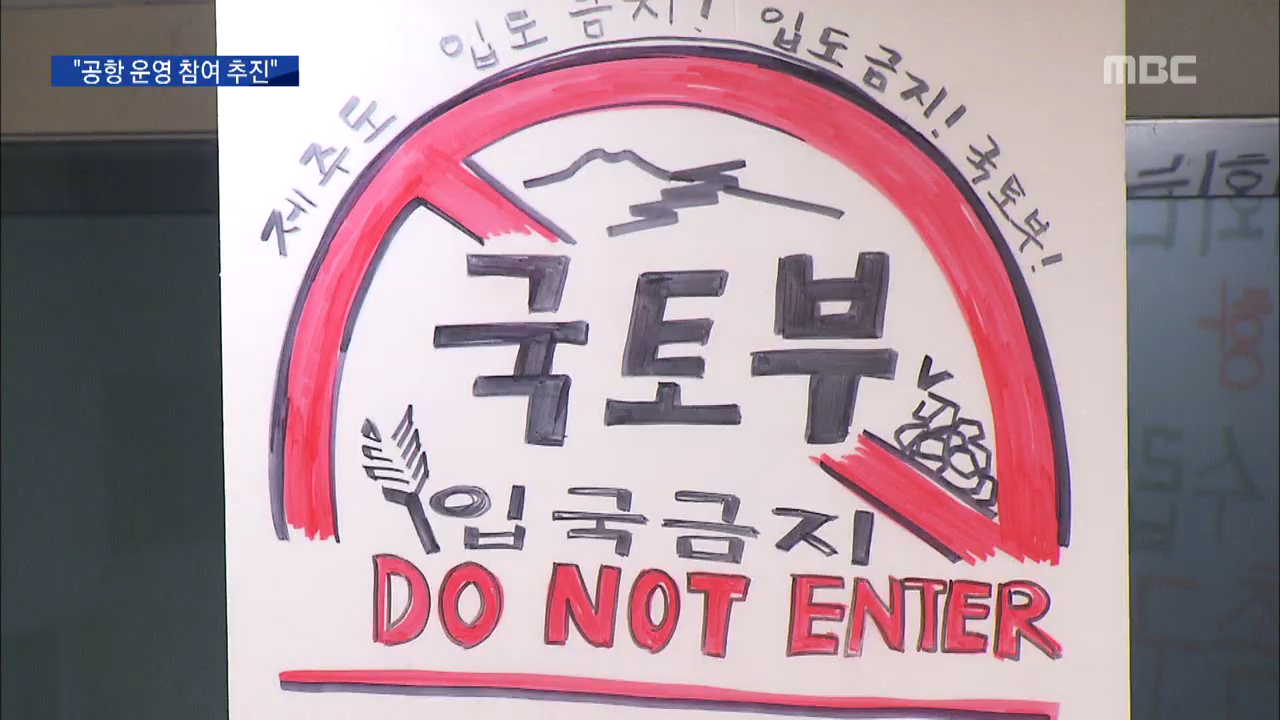 "공항 운영 참여 추진"
MBC
제주도 입도금지! 입도금지! 국토부!
국토부
입국금지
DO NOT ENTER